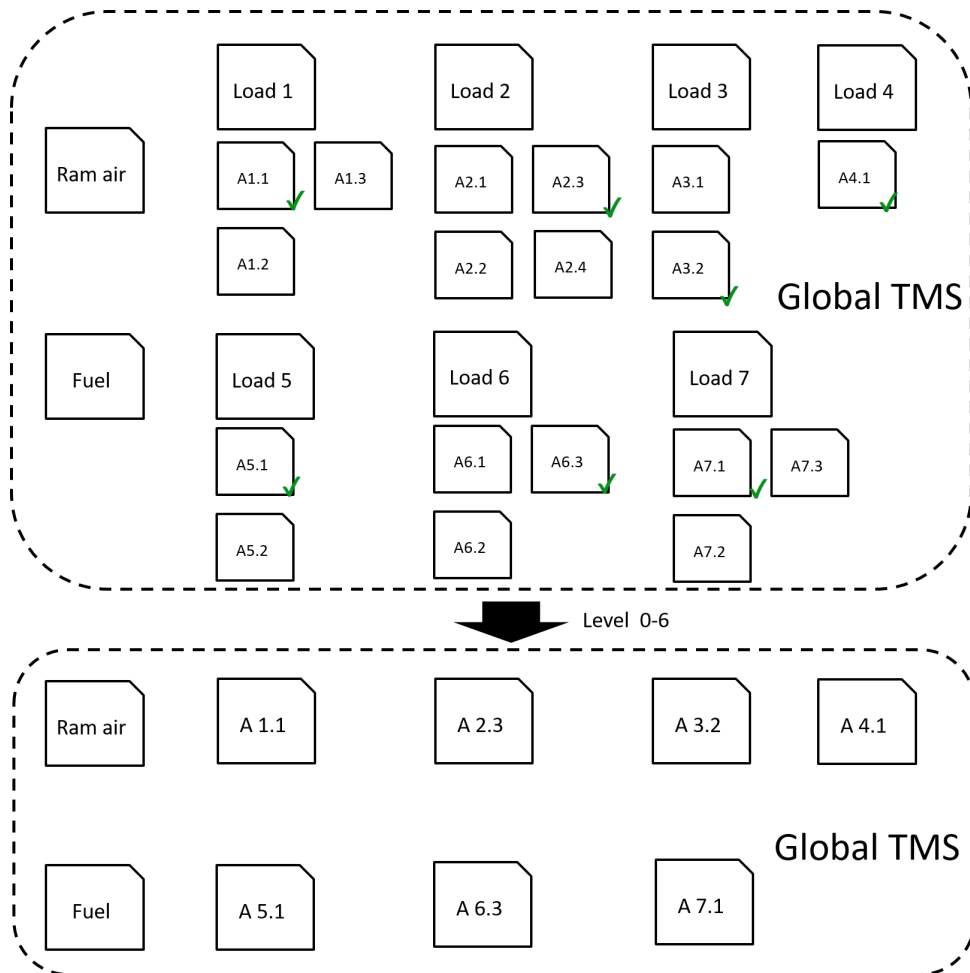 Load 1
Load 2
Load 3
Load 4
Ram air
A1.1
A1.3
A2.1
A2.3
A3.1
A4.1
A1.2
A2.2
A2.4
A3.2
Global TMS
Fuel
Load 5
Load 6
Load 7
A5.1
A6.1
A6.3
A7.1
A7.3
A5.2
A6.2
A7.2
Level 0-6
Ram air
A 1.1
A 2.3
A 3.2
A 4.1
Global TMS
Fuel
A 5.1
A 6.3
A 7.1